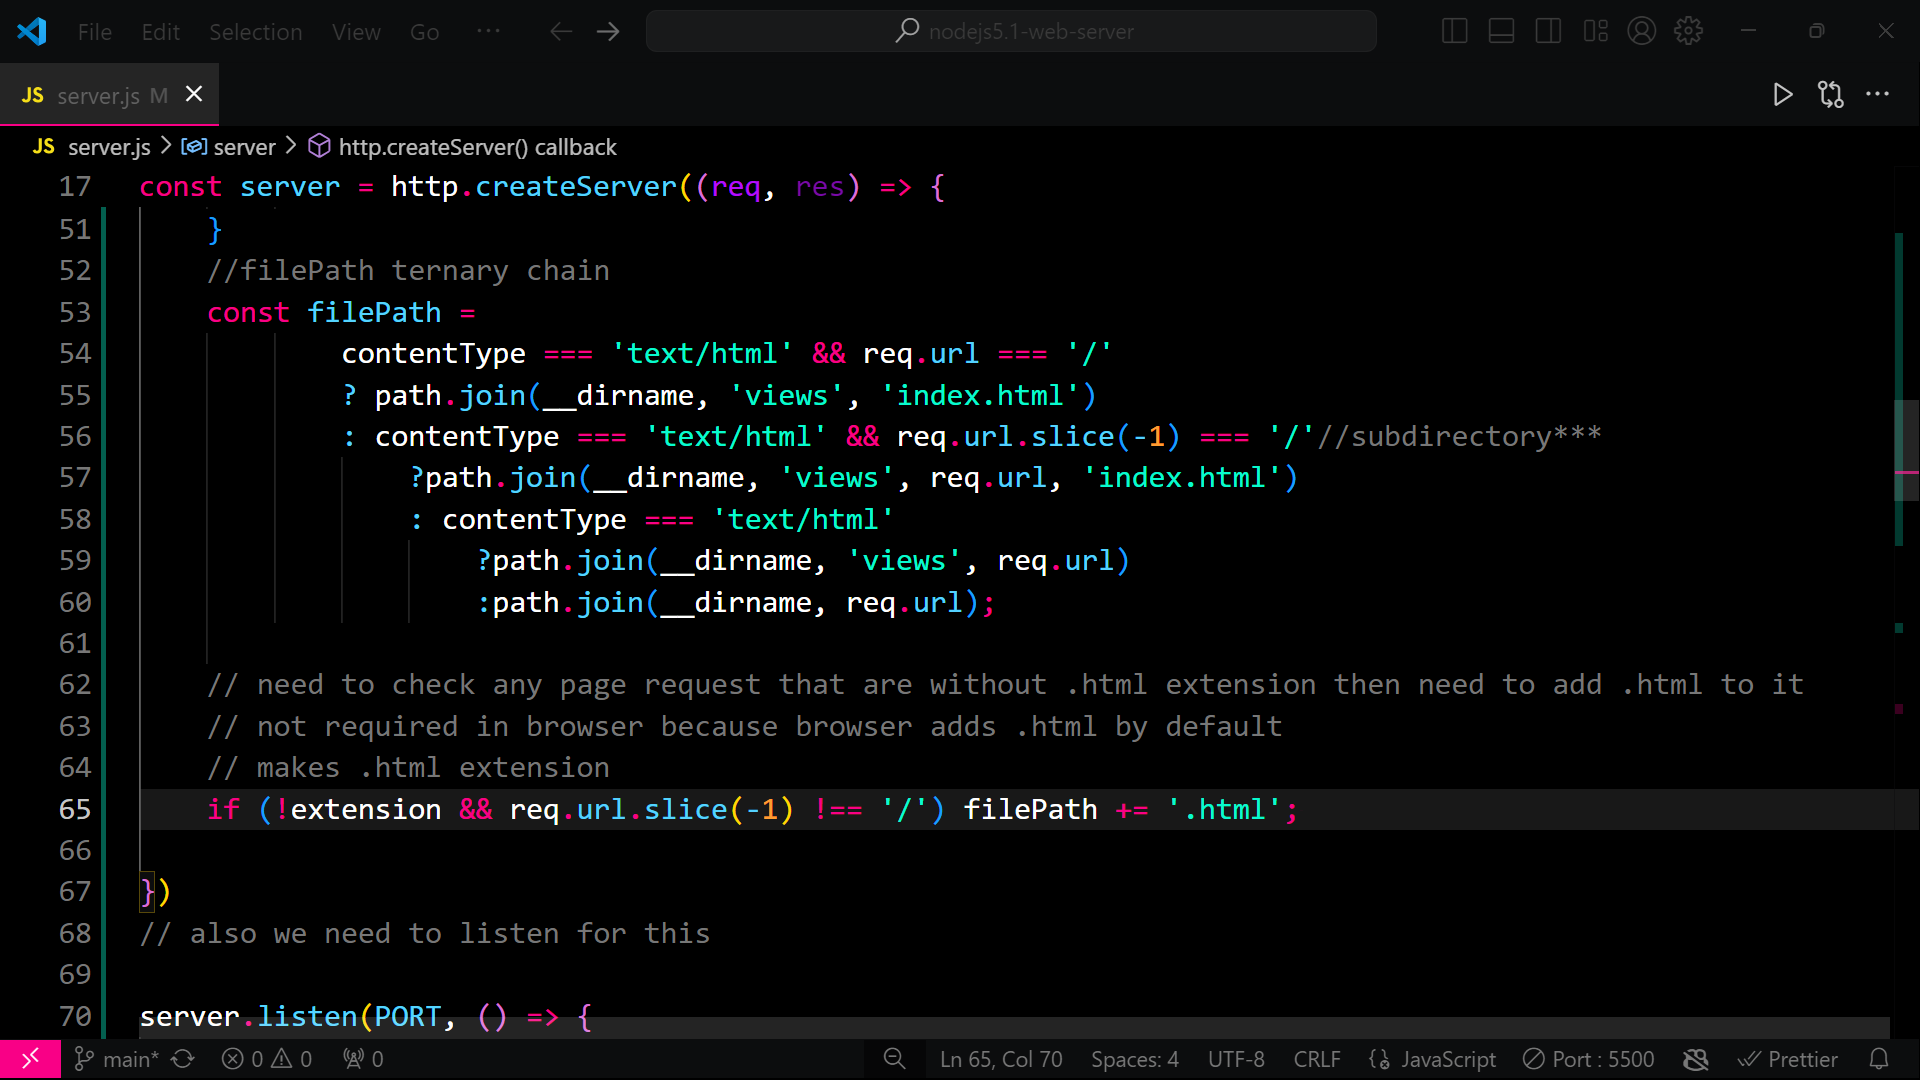 File Edit Selection View Go ··· nodejs5.1-web-server
JS server.js M
JS server.js > server > http.createServer() callback
17 const server = http.createServer((req, res) => {
51 }
52 //filePath ternary chain
53 const filePath =
54 contentType === 'text/html' && req.url === '/'
55 ? path.join(__dirname, 'views', 'index.html')
56 : contentType === 'text/html' && req.url.slice(-1) === '/'//subdirectory***
57 ?path.join(__dirname, 'views', req.url, 'index.html')
58 : contentType === 'text/html'
59 ?path.join(__dirname, 'views', req.url)
60 :path.join(__dirname, req.url);
61
62 // need to check any page request that are without .html extension then need to add .html to it
63 // not required in browser because browser adds .html by default
64 // makes .html extension
65 if (!extension && req.url.slice(-1) !== '/') filePath += '.html';
66
67 })
68 // also we need to listen for this
69
70 server.listen(PORT, () => {
main* 0 0 0 Ln 65, Col 70 Spaces: 4 UTF-8 CRLF JavaScript Port : 5500 Prettier